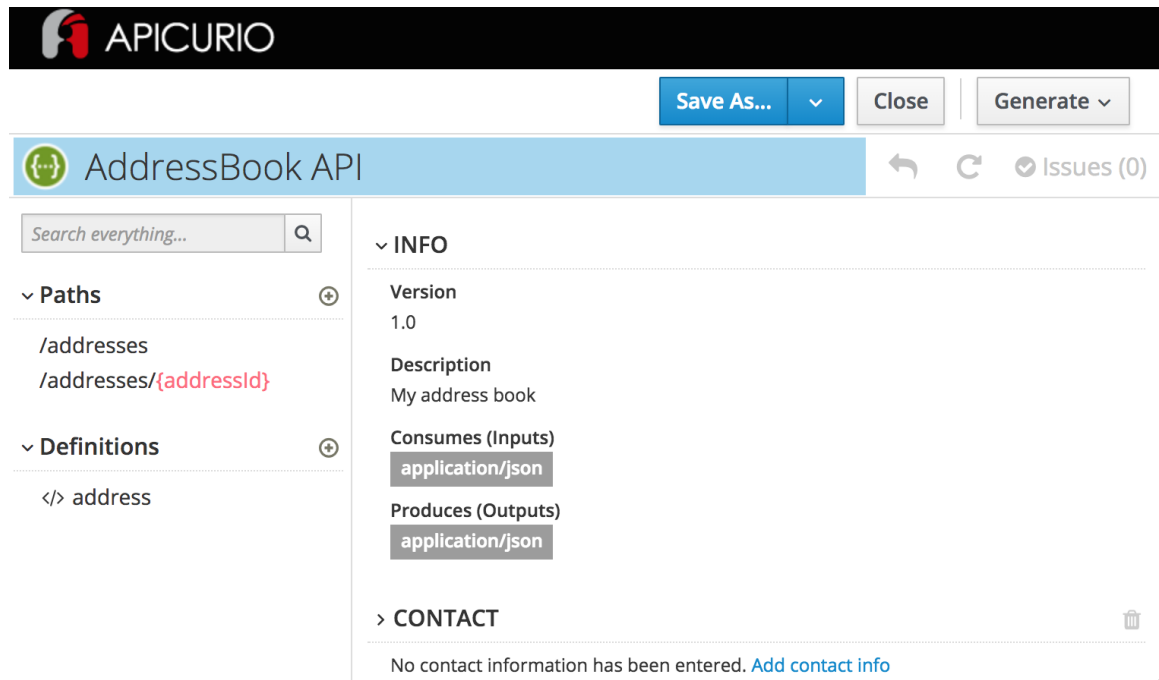 APICURIO
Save As...
Close
Generate
AddressBook API
Issues (0)
Search everything...
Paths
/addresses
/addresses/{addressId}
Definitions
</> address
INFO
Version
1.0
Description
My address book
Consumes (Inputs)
application/json
Produces (Outputs)
application/json
CONTACT
No contact information has been entered. Add contact info